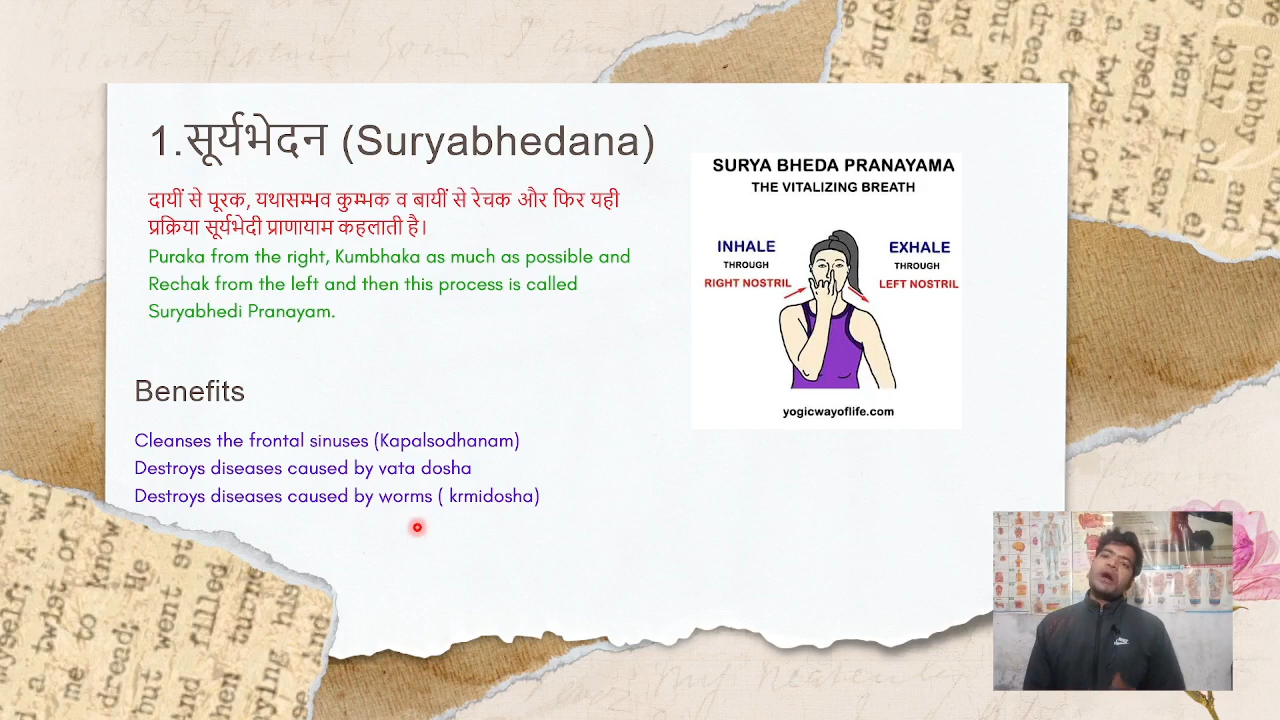 1.सूर्यभेदन (Suryabhedana)
दायीं से पूरक, यथासम्भव कुम्भक व बायीं से रेचक और फिर यही
प्रक्रिया सूर्यभेदी प्राणायाम कहलाती है।
Puraka from the right, Kumbhaka as much as possible and
Rechak from the left and then this process is called
Suryabhedi Pranayam.
Benefits
Cleanses the frontal sinuses (Kapalsodhanam)
Destroys diseases caused by vata dosha
Destroys diseases caused by worms ( krmidosha)
SURYA BHEDA PRANAYAMA
THE VITALIZING BREATH
INHALE
THROUGH
RIGHT NOSTRIL
EXHALE
THROUGH
LEFT NOSTRIL
yogicwayoflife.com